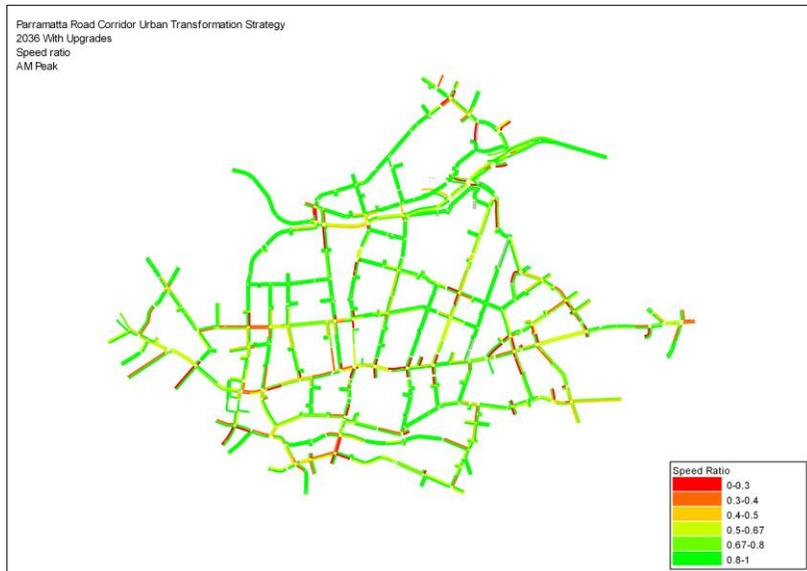 Parramatta Road Corridor Urban Transformation Strategy
2036 With Upgrades
Speed ratio
AM Peak
Speed Ratio
0-0.3
0.3-0.4
0.4-0.5
0.5-0.67
0.67-0.8
0.8-1